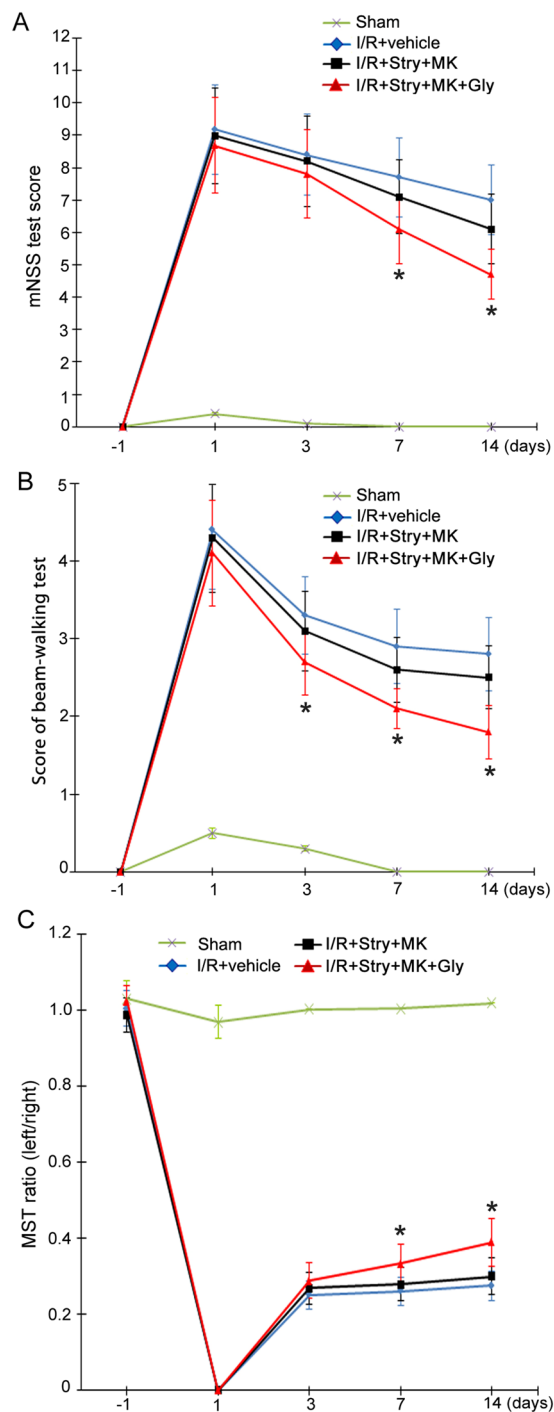 A
Sham
I/R+vehicle
I/R+Stry+MK
I/R+Stry+MK+Gly
mNSS test score
12
11
10
9
8
7
6
5
4
3
2
1
0
*
*
-1 1 3 7 14 (days)
B
Sham
I/R+vehicle
I/R+Stry+MK
I/R+Stry+MK+Gly
Score of beam-walking test
5
4
3
2
1
0
*
*
*
-1 1 3 7 14 (days)
C
Sham I/R+Stry+MK
I/R+vehicle I/R+Stry+MK+Gly
MST ratio (left/right)
1.2
1.0
0.8
0.6
0.4
0.2
0
*
*
-1 1 3 7 14 (days)